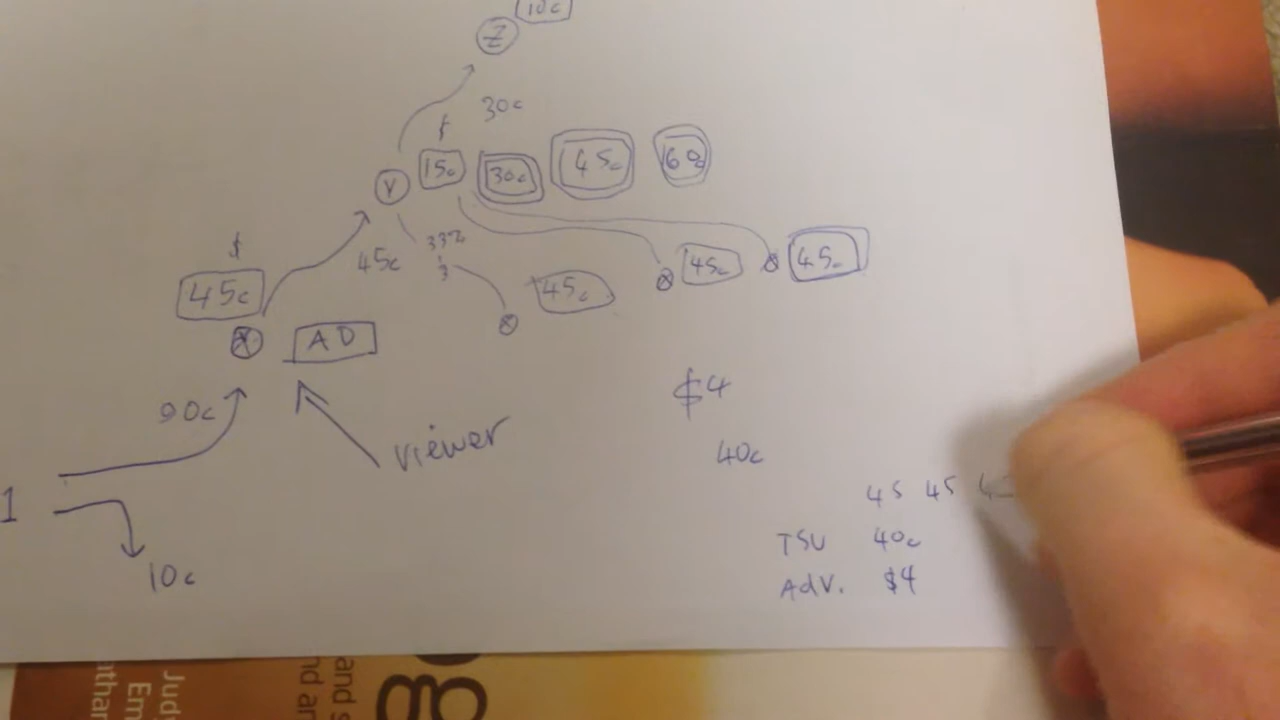 10c
Z
30c
$
Y 15c 30c 45c 60c
33%
45c
$
45c
45c
45c
45c
X AD
90c
viewer
$4
40c
1
45 45 45
TSU 40c
10c
Adv. $4